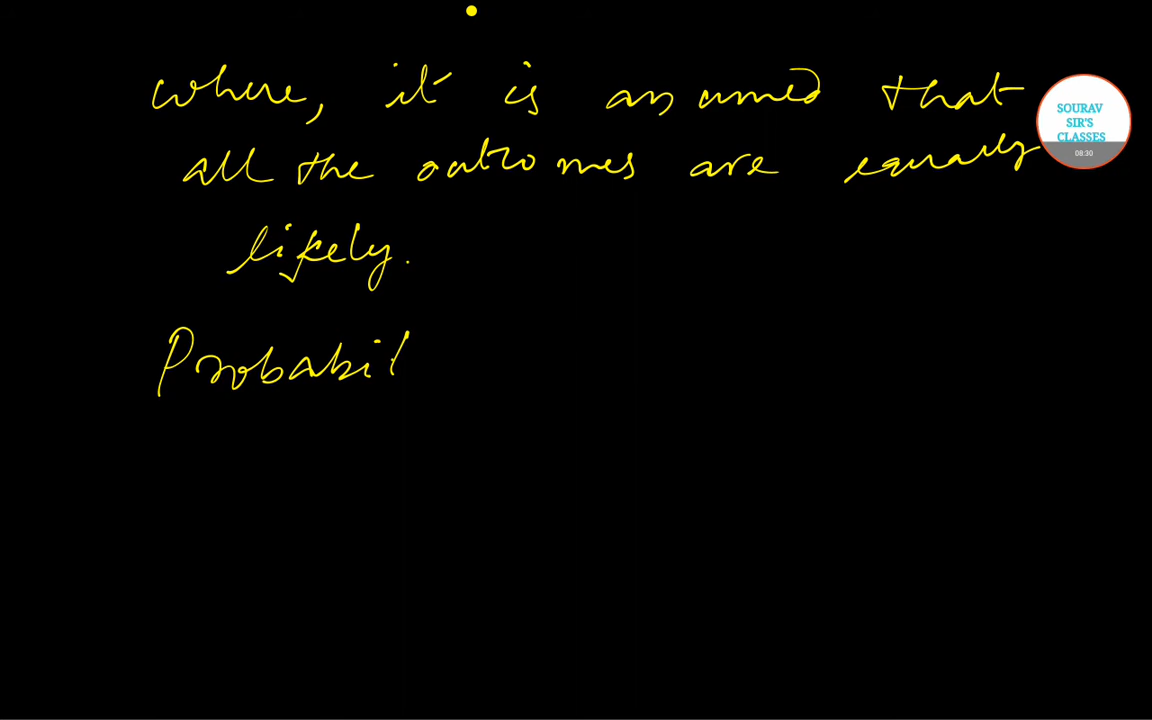 where, it is assumed that
all the outcomes are equally
likely.
Probabil
SOURAV
SIR'S
CLASSES
08:30